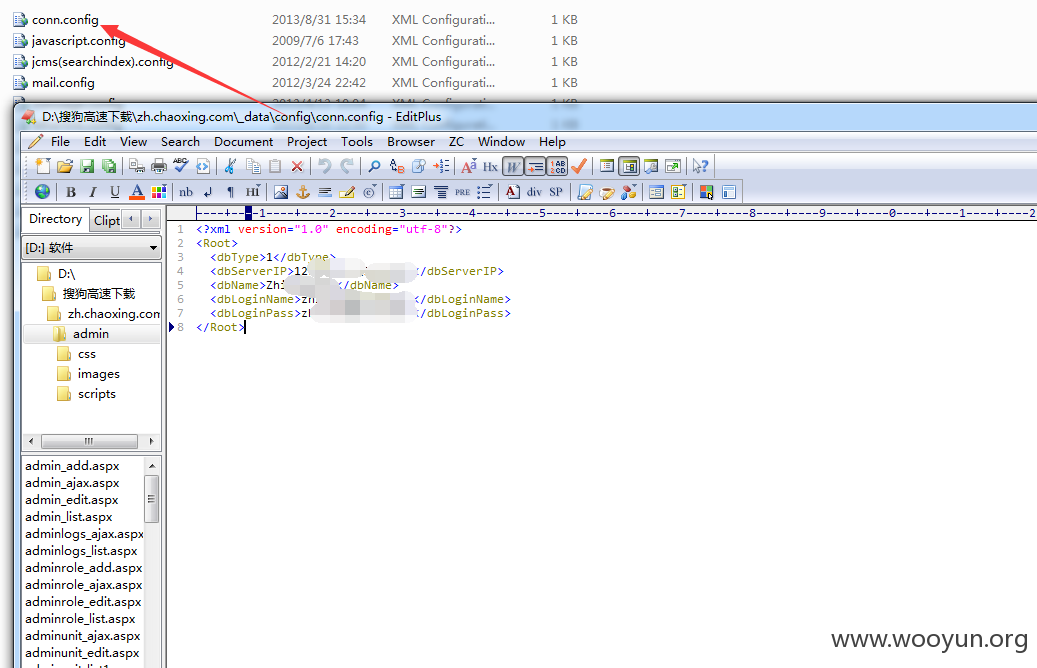 conn.config 2013/8/31 15:34 XML Configurati... 1 KB
javascript.config 2009/7/6 17:43 XML Configurati... 1 KB
jcms(searchindex).config 2012/2/21 14:20 XML Configurati... 1 KB
mail.config 2012/3/24 22:42 XML Configurati... 1 KB
D:\搜狗高速下载\zh.chaoxing.com\_data\config\conn.config - EditPlus
File Edit View Search Document Project Tools Browser ZC Window Help
B I U A nb HI PRE A div SP
Directory Clipt
[D:] 软件
D:\
搜狗高速下载
zh.chaoxing.com
admin
css
images
scripts
admin_add.aspx
admin_ajax.aspx
admin_edit.aspx
admin_list.aspx
adminlogs_ajax.aspx
adminlogs_list.aspx
adminrole_add.aspx
adminrole_ajax.aspx
adminrole_edit.aspx
adminrole_list.aspx
adminunit_ajax.aspx
adminunit_edit.aspx
----+----1----+----2----+----3----+----4----+----5----+----6----+----7----+----8----+----9----+----0----+----1----+----2
1 <?xml version="1.0" encoding="utf-8"?>
2 <Root>
3 <dbType>1</dbType>
4 <dbServerIP>12 </dbServerIP>
5 <dbName>Zhi </dbName>
6 <dbLoginName>zh </dbLoginName>
7 <dbLoginPass>zh </dbLoginPass>
8 </Root>
www.wooyun.org